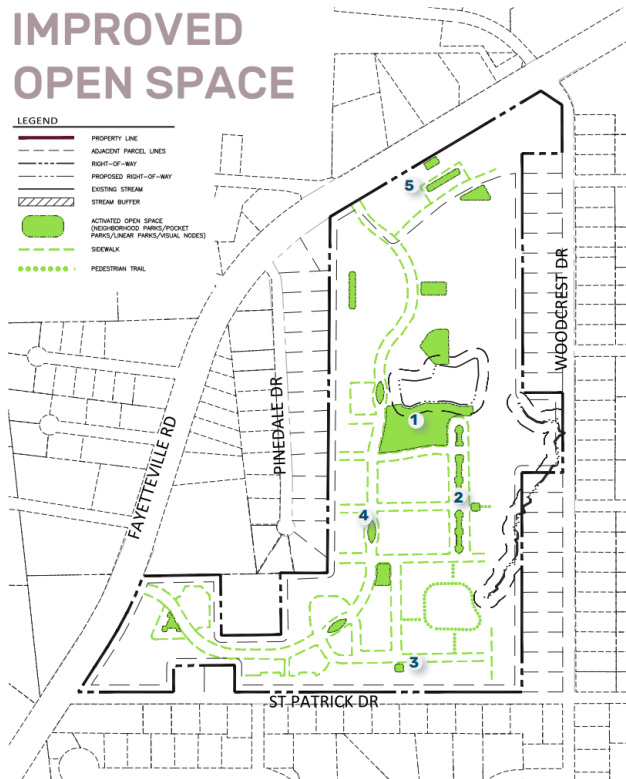 IMPROVED
OPEN SPACE
LEGEND
PROPERTY LINE
ADJACENT PARCEL LINES
RIGHT-OF-WAY
PROPOSED RIGHT-OF-WAY
EXISTING STREAM
STREAM BUFFER
ACTIVATED OPEN SPACE
(NEIGHBORHOOD PARKS/POCKET
PARKS/LINEAR PARKS/VISUAL NODES)
SIDEWALK
PEDESTRIAN TRAIL
5
WOODCREST DR
PINEDALE DR
FAYETTEVILLE RD
1
2
4
3
ST PATRICK DR